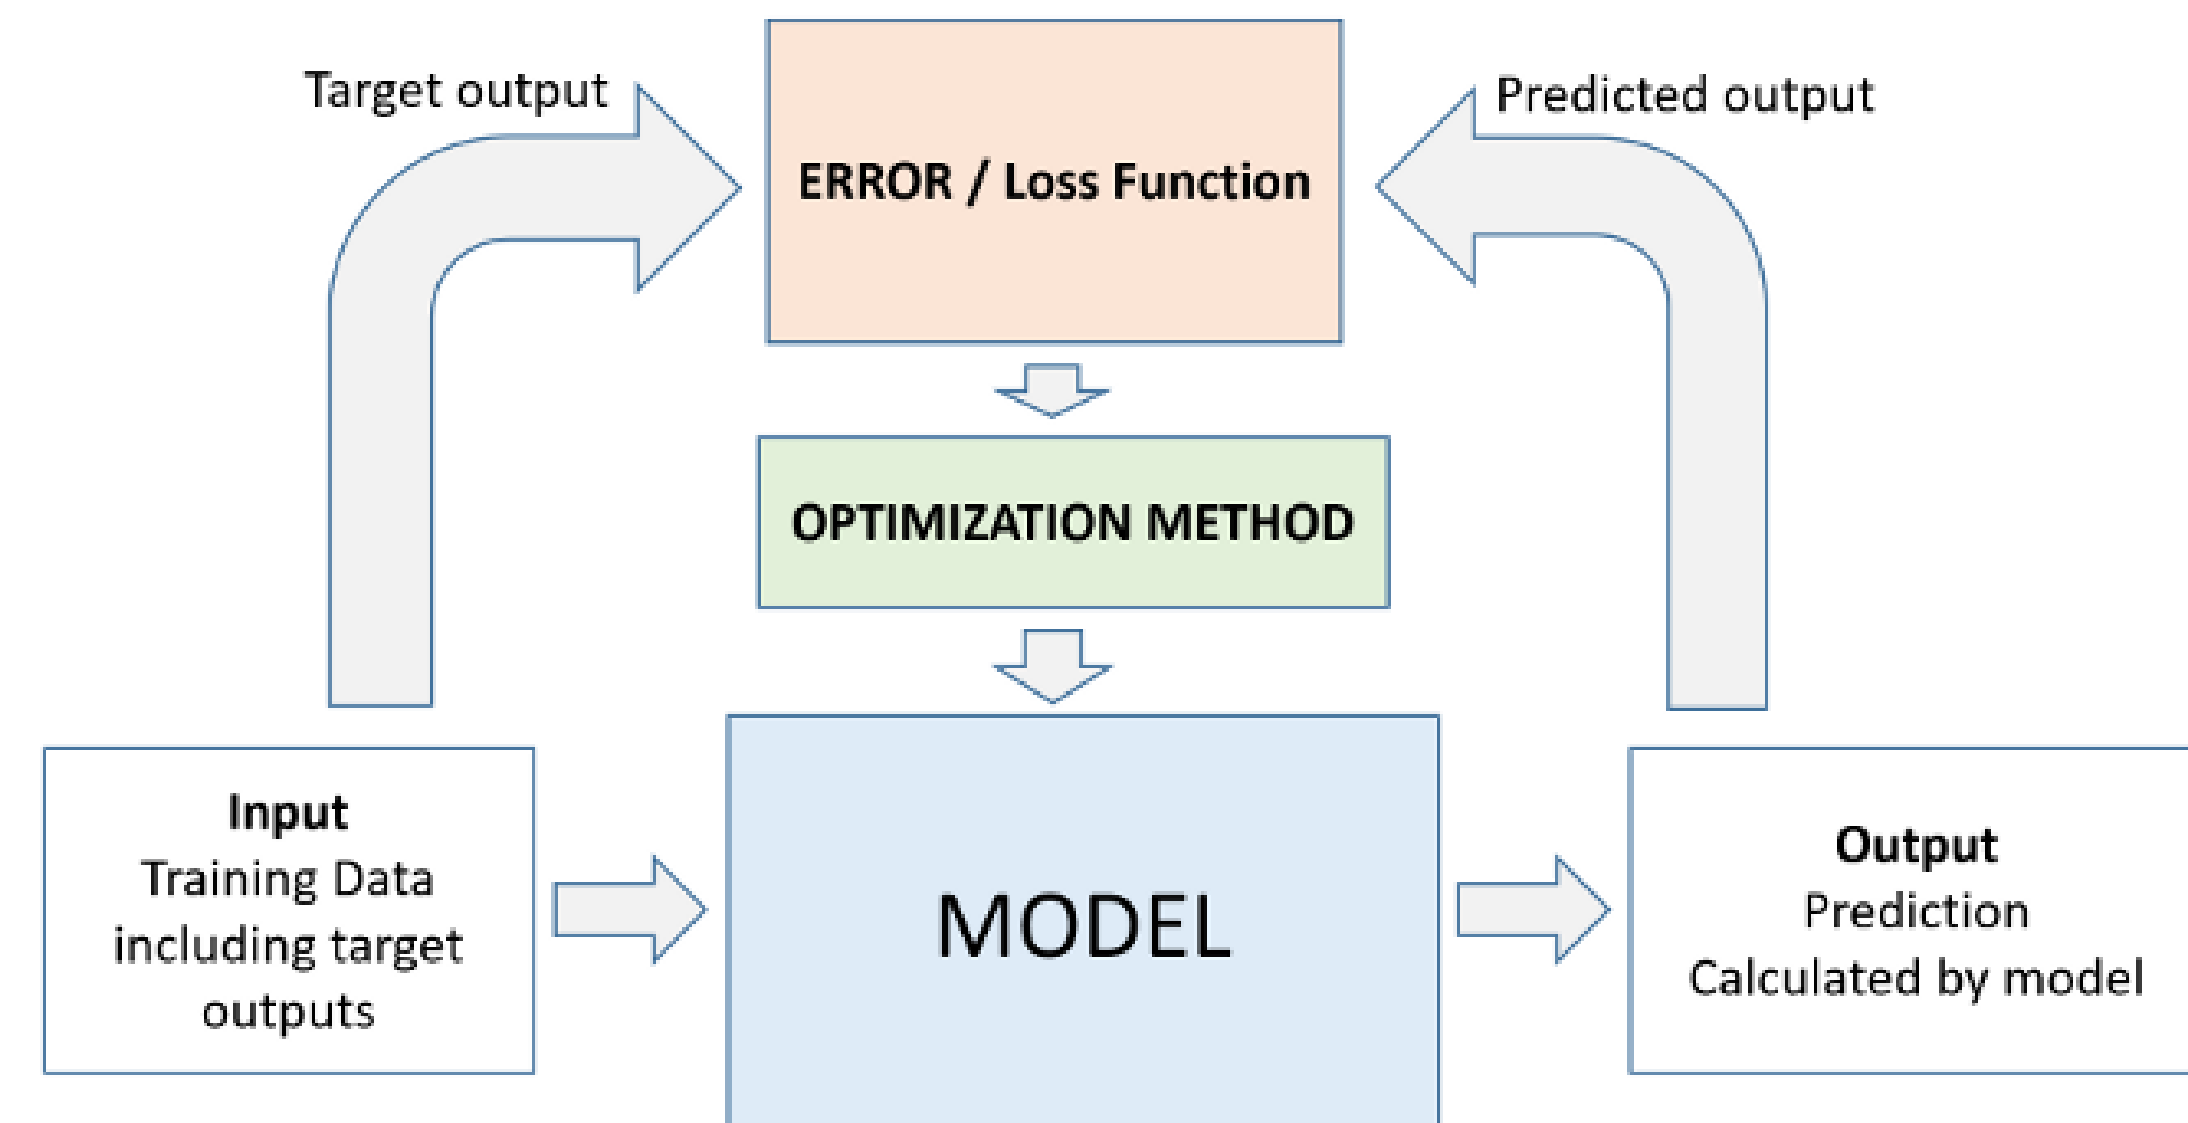 Target output
Predicted output
ERROR / Loss Function
OPTIMIZATION METHOD
Input
Training Data
including target
outputs
MODEL
Output
Prediction
Calculated by model